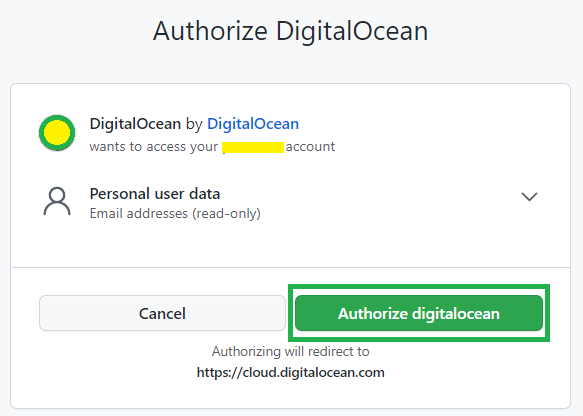 Authorize DigitalOcean
DigitalOcean by DigitalOcean
wants to access your account
Personal user data
Email addresses (read-only)
Cancel
Authorize digitalocean
Authorizing will redirect to
https://cloud.digitalocean.com